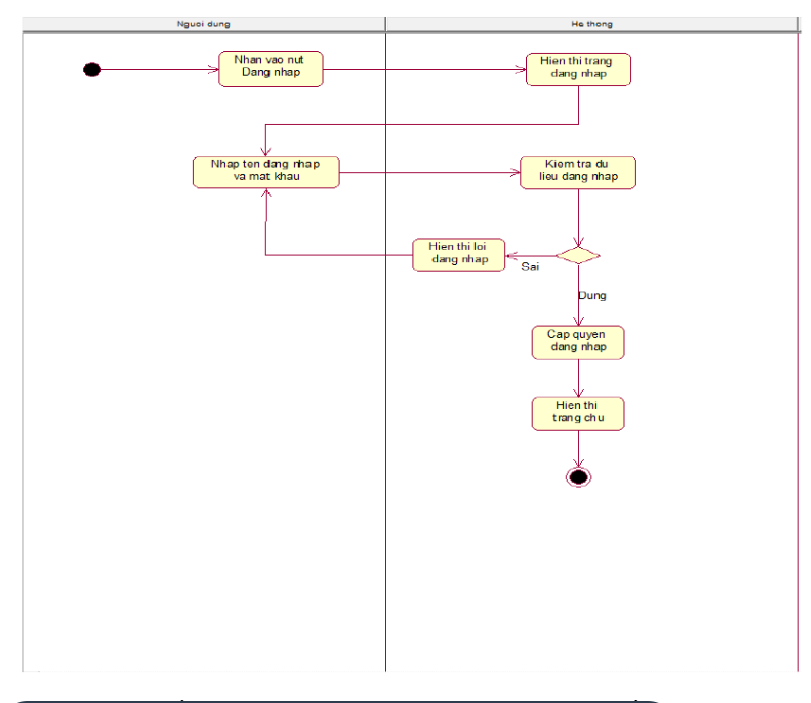 Nguoi dung
He thong
Nhan vao nut
Dang nhap
Hien thi trang
dang nhap
Nhap ten dang nhap
va mat khau
Kiem tra du
lieu dang nhap
Hien thi loi
dang nhap
Sai
Dung
Cap quyen
dang nhap
Hien thi
trang chu